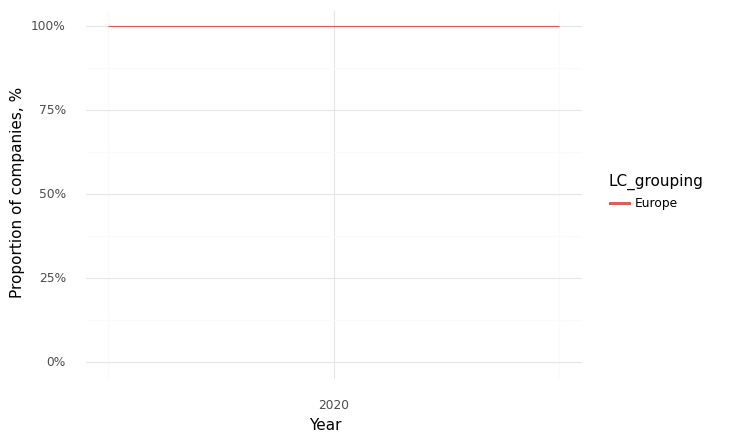 100%
75%
50%
25%
0%
Proportion of companies, %
2020
Year
LC_grouping
Europe